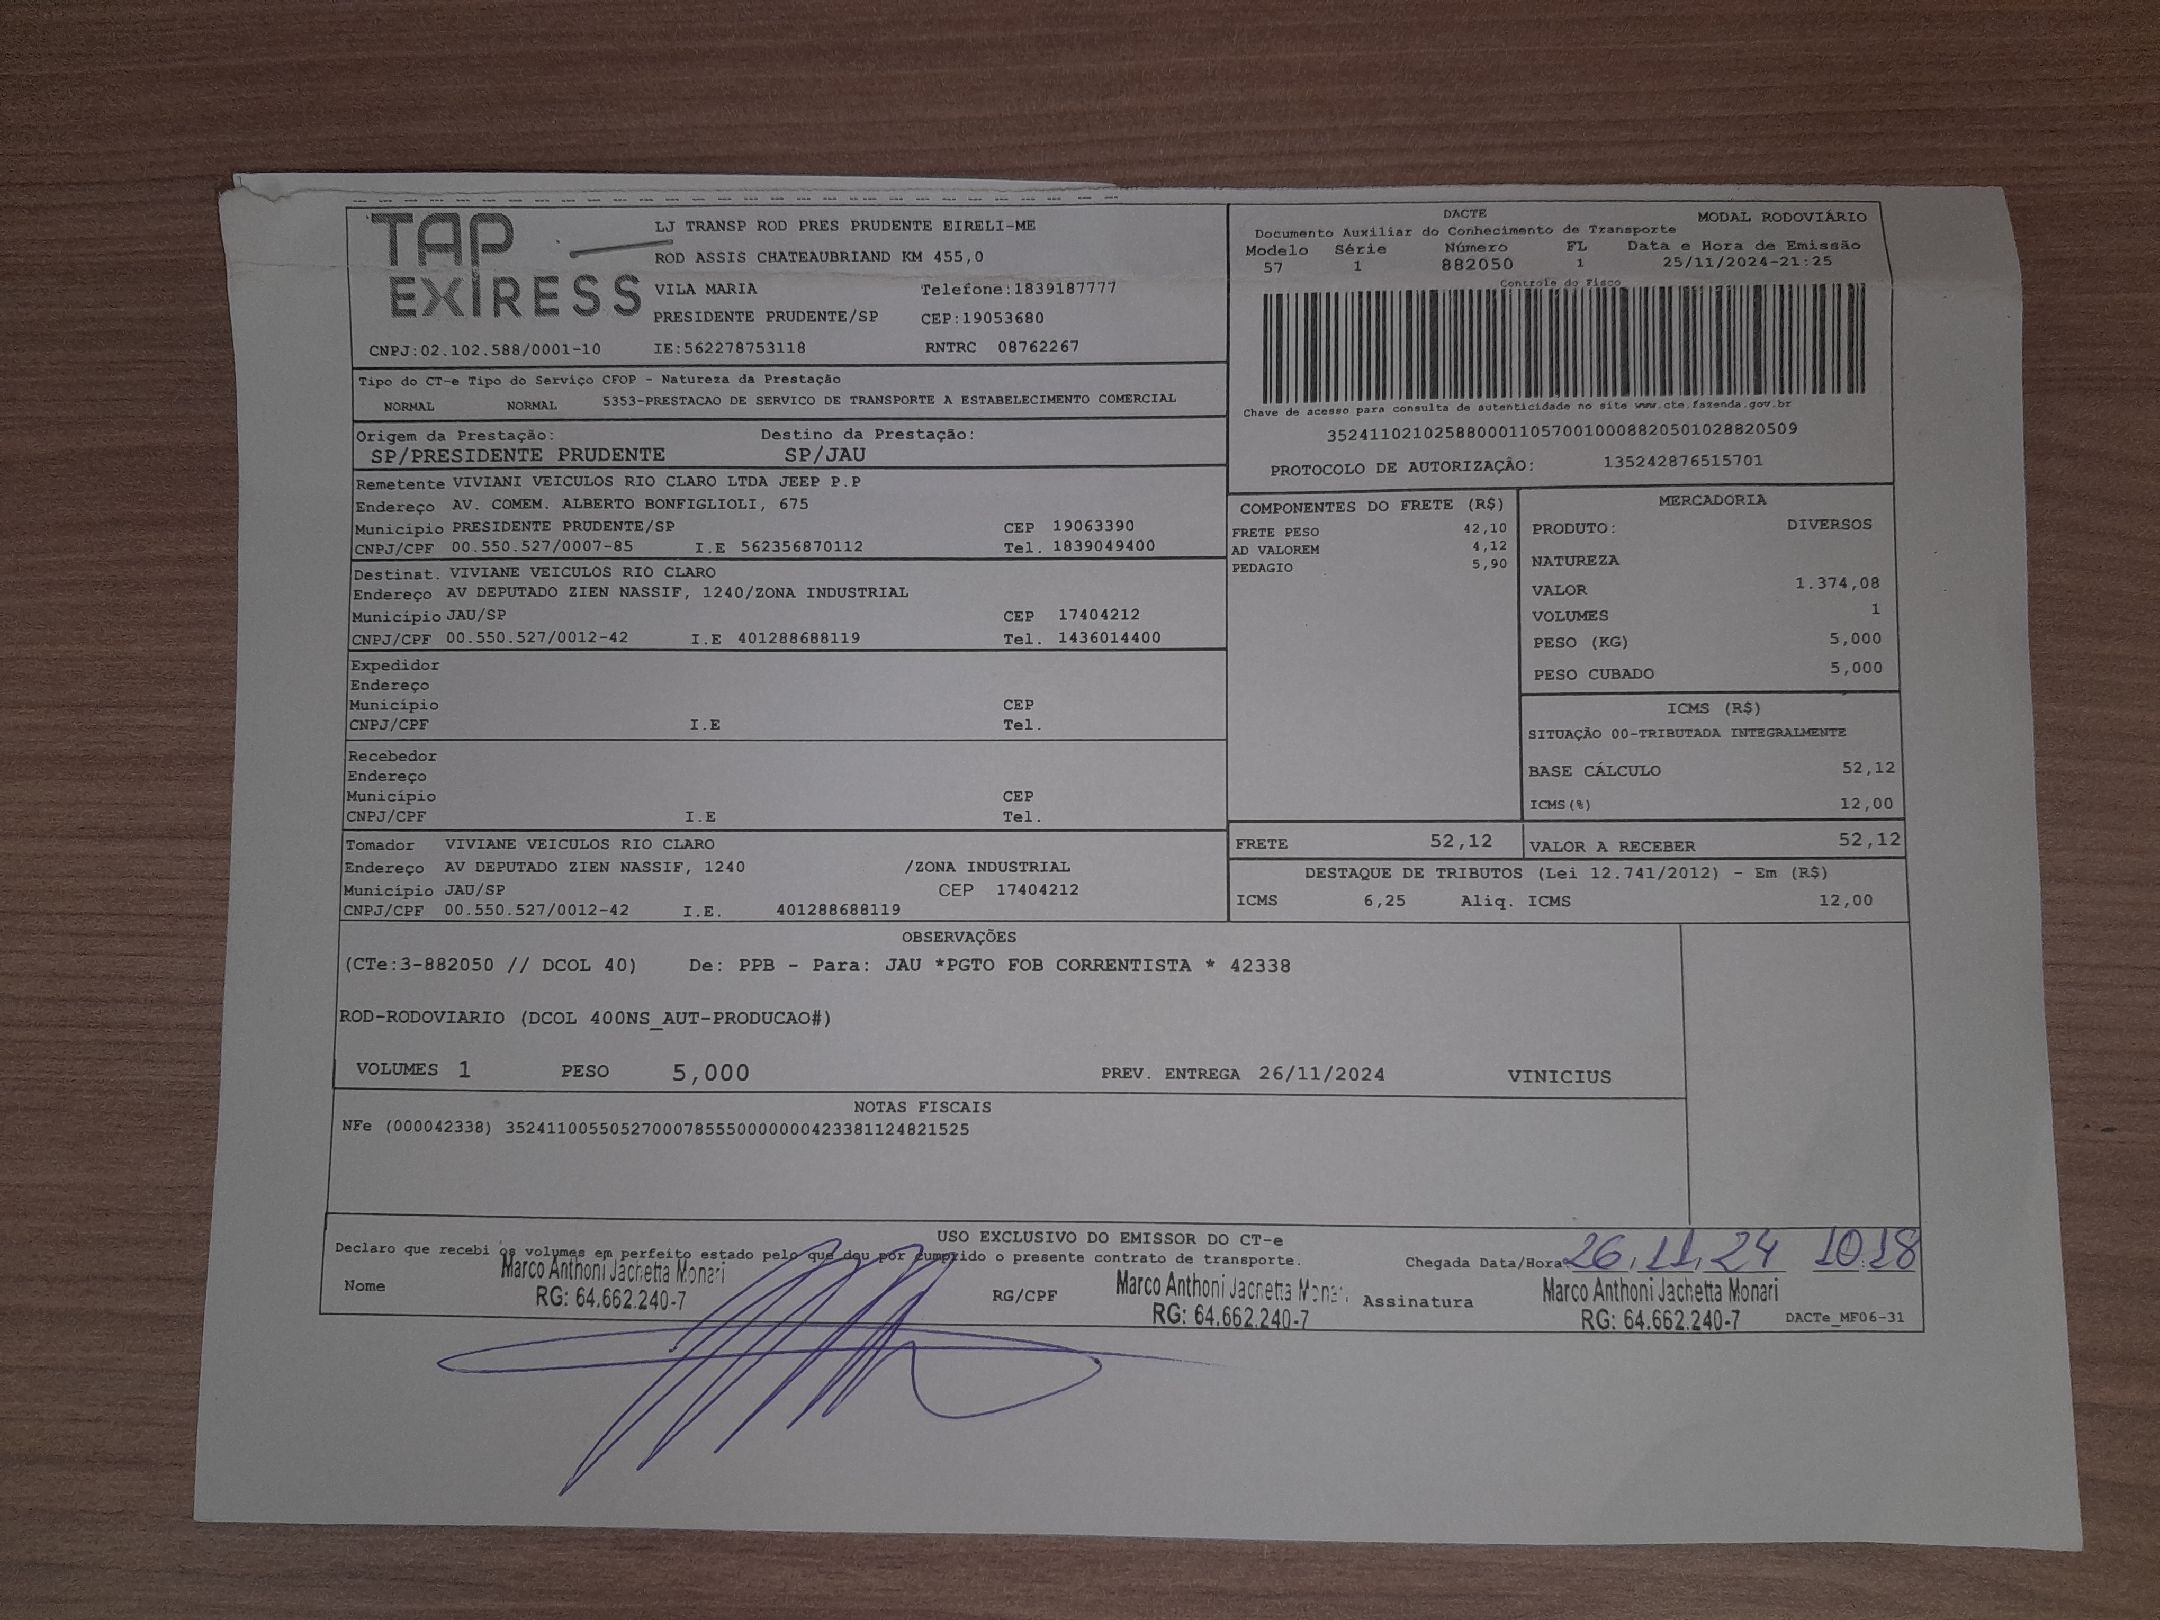 TAP
EXIRESS
LJ TRANSP ROD PRES PRUDENTE EIRELI-ME
ROD ASSIS CHATEAUBRIAND KM 455,0
VILA MARIA Telefone:1839187777
PRESIDENTE PRUDENTE/SP CEP:19053680
CNPJ:02.102.588/0001-10 IE:562278753118 RNTRC 08762267
DACTE MODAL RODOVIÁRIO
Documento Auxiliar do Conhecimento de Transporte
Modelo Série Número FL Data e Hora de Emissão
57 1 882050 1 25/11/2024-21:25
Controle do Fisco
Chave de acesso para consulta de autenticidade no site www.cte.fazenda.gov.br
35241102102588000110570010008820501028820509
PROTOCOLO DE AUTORIZAÇÃO: 135242876515701
Tipo do CT-e Tipo do Serviço CFOP - Natureza da Prestação
NORMAL NORMAL 5353-PRESTACAO DE SERVICO DE TRANSPORTE A ESTABELECIMENTO COMERCIAL
Origem da Prestação: Destino da Prestação:
SP/PRESIDENTE PRUDENTE SP/JAU
Remetente VIVIANI VEICULOS RIO CLARO LTDA JEEP P.P
Endereço AV. COMEM. ALBERTO BONFIGLIOLI, 675
Município PRESIDENTE PRUDENTE/SP CEP 19063390
CNPJ/CPF 00.550.527/0007-85 I.E 562356870112 Tel. 1839049400
Destinat. VIVIANE VEICULOS RIO CLARO
Endereço AV DEPUTADO ZIEN NASSIF, 1240/ZONA INDUSTRIAL
Município JAU/SP CEP 17404212
CNPJ/CPF 00.550.527/0012-42 I.E 401288688119 Tel. 1436014400
Expedidor
Endereço
Município CEP
CNPJ/CPF I.E Tel.
Recebedor
Endereço
Município CEP
CNPJ/CPF I.E Tel.
Tomador VIVIANE VEICULOS RIO CLARO
Endereço AV DEPUTADO ZIEN NASSIF, 1240 /ZONA INDUSTRIAL
Município JAU/SP CEP 17404212
CNPJ/CPF 00.550.527/0012-42 I.E. 401288688119
COMPONENTES DO FRETE (R$)
FRETE PESO 42,10
AD VALOREM 4,12
PEDAGIO 5,90
MERCADORIA
PRODUTO: DIVERSOS
NATUREZA
VALOR 1.374,08
VOLUMES 1
PESO (KG) 5,000
PESO CUBADO 5,000
ICMS (R$)
SITUAÇÃO 00-TRIBUTADA INTEGRALMENTE
BASE CÁLCULO 52,12
ICMS(%) 12,00
FRETE 52,12 VALOR A RECEBER 52,12
DESTAQUE DE TRIBUTOS (Lei 12.741/2012) - Em (R$)
ICMS 6,25 Aliq. ICMS 12,00
OBSERVAÇÕES
(CTe:3-882050 // DCOL 40) De: PPB - Para: JAU *PGTO FOB CORRENTISTA * 42338
ROD-RODOVIARIO (DCOL 400NS_AUT-PRODUCAO#)
VOLUMES 1 PESO 5,000 PREV. ENTREGA 26/11/2024 VINICIUS
NOTAS FISCAIS
NFe (000042338) 35241100550527000785550000000423381124821525
USO EXCLUSIVO DO EMISSOR DO CT-e
Declaro que recebi os volumes em perfeito estado pelo que dou por cumprido o presente contrato de transporte. Chegada Data/Hora 26.11.24 10:18
Nome Marco Anthoni Jachetta Monari RG/CPF Marco Anthoni Jachetta Monari Assinatura Marco Anthoni Jachetta Monari
RG: 64.662.240-7 RG: 64.662.240-7 RG: 64.662.240-7 DACTe_MF06-31